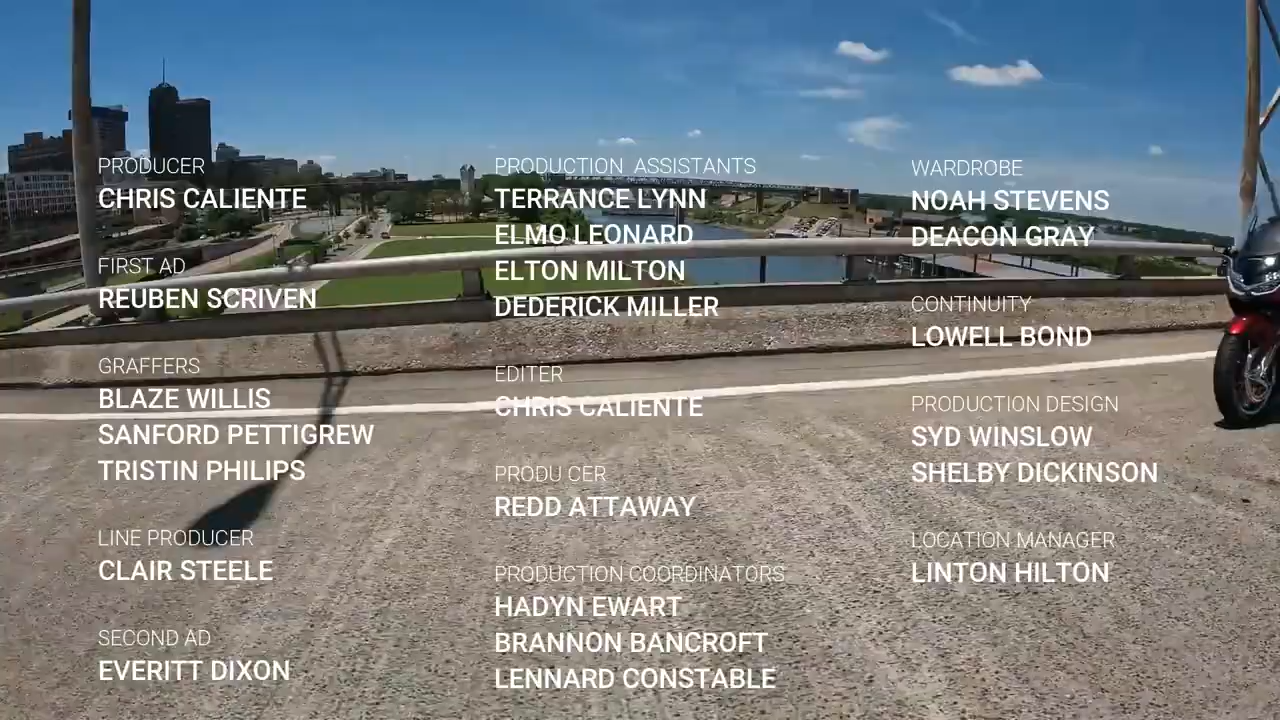 PRODUCER
CHRIS CALIENTE
FIRST AD
REUBEN SCRIVEN
GRAFFERS
BLAZE WILLIS
SANFORD PETTIGREW
TRISTIN PHILIPS
LINE PRODUCER
CLAIR STEELE
SECOND AD
EVERITT DIXON
PRODUCTION ASSISTANTS
TERRANCE LYNN
ELMO LEONARD
ELTON MILTON
DEDERICK MILLER
EDITER
CHRIS CALIENTE
PRODU CER
REDD ATTAWAY
PRODUCTION COORDINATORS
HADYN EWART
BRANNON BANCROFT
LENNARD CONSTABLE
WARDROBE
NOAH STEVENS
DEACON GRAY
CONTINUITY
LOWELL BOND
PRODUCTION DESIGN
SYD WINSLOW
SHELBY DICKINSON
LOCATION MANAGER
LINTON HILTON